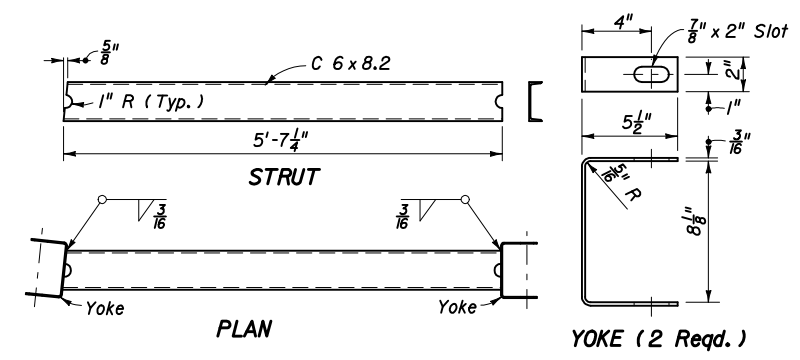 5/8"
C 6 x 8.2
1" R (Typ.)
5'-7 1/4"
STRUT
3/16
3/16
Yoke
Yoke
PLAN
4"
7/8" x 2" Slot
2"
1"
5 1/2"
3/16"
5/16" R
8 1/8"
YOKE (2 Reqd.)